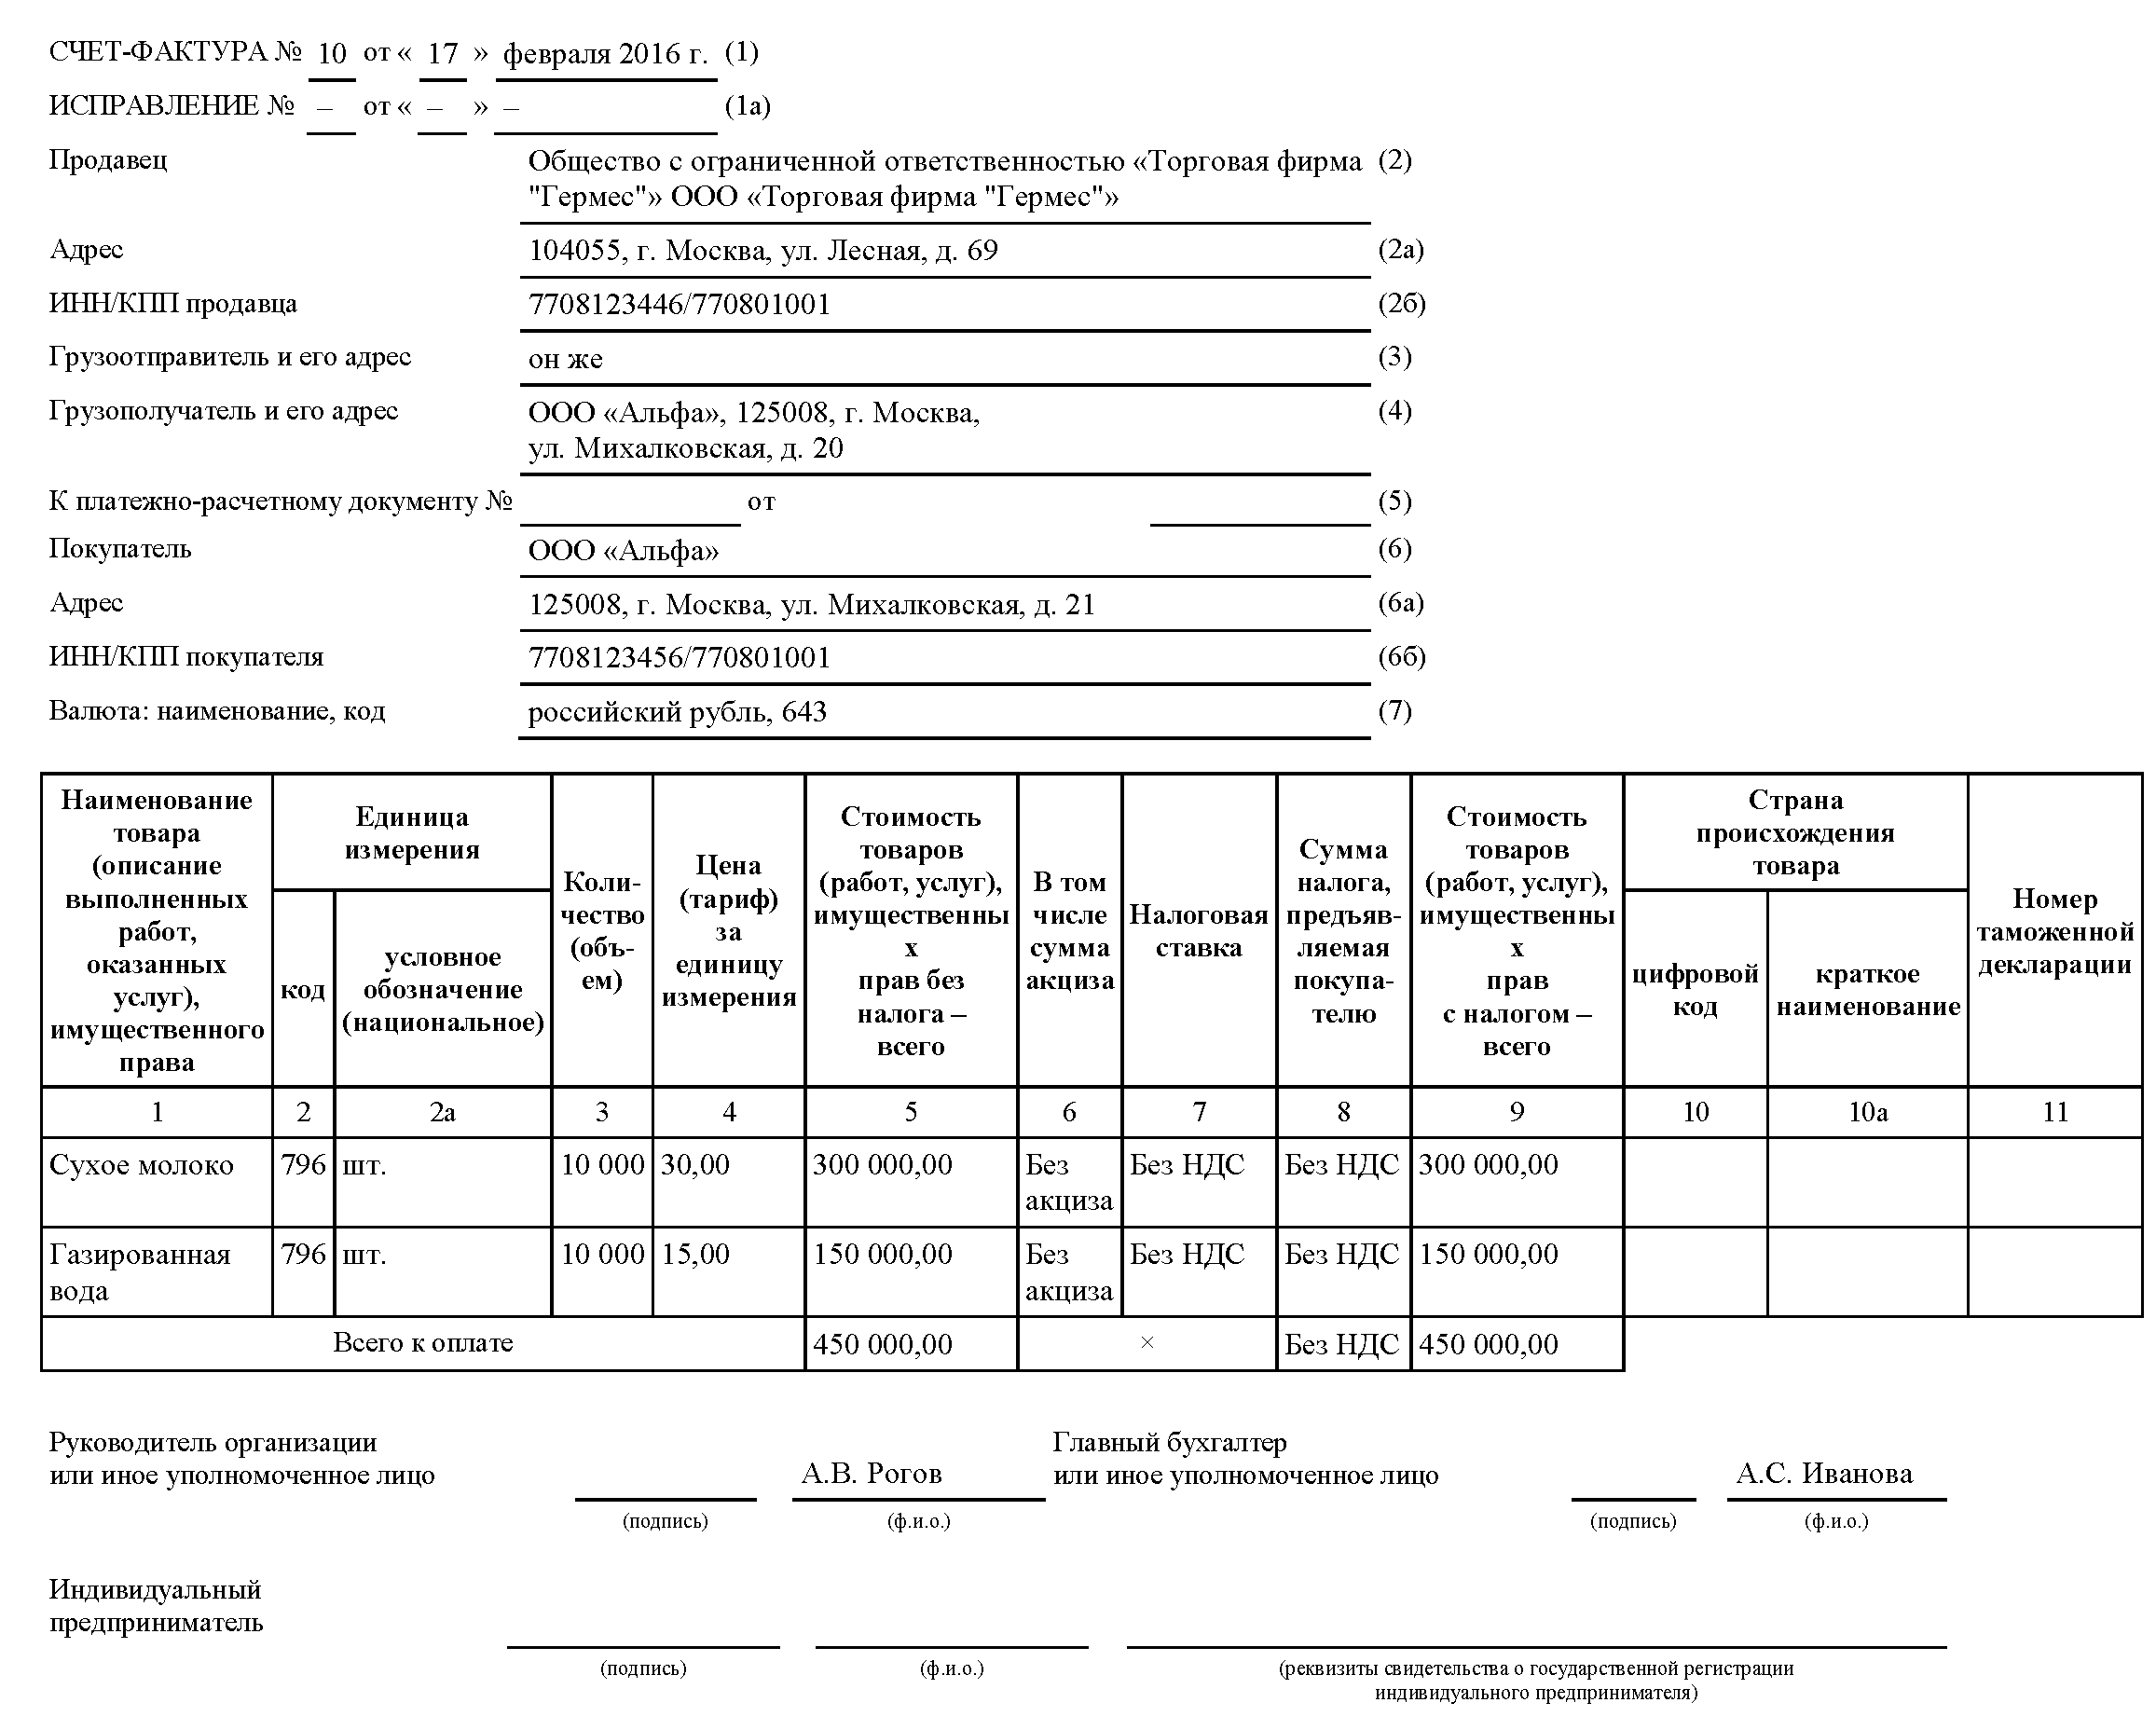 СЧЕТ-ФАКТУРА № 10 от « 17 » февраля 2016 г. (1)
ИСПРАВЛЕНИЕ № – от « – » – (1а)
Продавец Общество с ограниченной ответственностью «Торговая фирма (2)
"Гермес"» ООО «Торговая фирма "Гермес"»
Адрес 104055, г. Москва, ул. Лесная, д. 69 (2а)
ИНН/КПП продавца 7708123446/770801001 (2б)
Грузоотправитель и его адрес он же (3)
Грузополучатель и его адрес ООО «Альфа», 125008, г. Москва, (4)
ул. Михалковская, д. 20
К платежно-расчетному документу № от (5)
Покупатель ООО «Альфа» (6)
Адрес 125008, г. Москва, ул. Михалковская, д. 21 (6а)
ИНН/КПП покупателя 7708123456/770801001 (6б)
Валюта: наименование, код российский рубль, 643 (7)
Наименование
товара
(описание
выполненных
работ,
оказанных
услуг),
имущественного
права
Единица
измерения
код
условное
обозначение
(национальное)
Коли-
чество
(объ-
ем)
Цена
(тариф)
за
единицу
измерения
Стоимость
товаров
(работ, услуг),
имущественны
х
прав без
налога –
всего
В том
числе
сумма
акциза
Налоговая
ставка
Сумма
налога,
предъяв-
ляемая
покупа-
телю
Стоимость
товаров
(работ, услуг),
имущественны
х
прав
с налогом –
всего
Страна
происхождения
товара
цифровой
код
краткое
наименование
Номер
таможенной
декларации
1 2 2а 3 4 5 6 7 8 9 10 10а 11
Сухое молоко 796 шт. 10 000 30,00 300 000,00 Без Без НДС Без НДС 300 000,00
акциза
Газированная 796 шт. 10 000 15,00 150 000,00 Без Без НДС Без НДС 150 000,00
вода акциза
Всего к оплате 450 000,00 × Без НДС 450 000,00
Руководитель организации Главный бухгалтер
или иное уполномоченное лицо А.В. Рогов или иное уполномоченное лицо А.С. Иванова
(подпись) (ф.и.о.) (подпись) (ф.и.о.)
Индивидуальный
предприниматель
(подпись) (ф.и.о.) (реквизиты свидетельства о государственной регистрации
индивидуального предпринимателя)